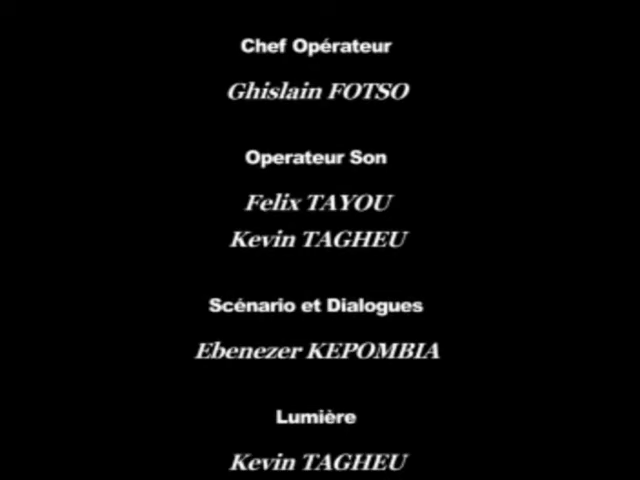 Chef Opérateur
Ghislain FOTSO
Operateur Son
Felix TAYOU
Kevin TAGHEU
Scénario et Dialogues
Ebenezer KEPOMBIA
Lumière
Kevin TAGHEU